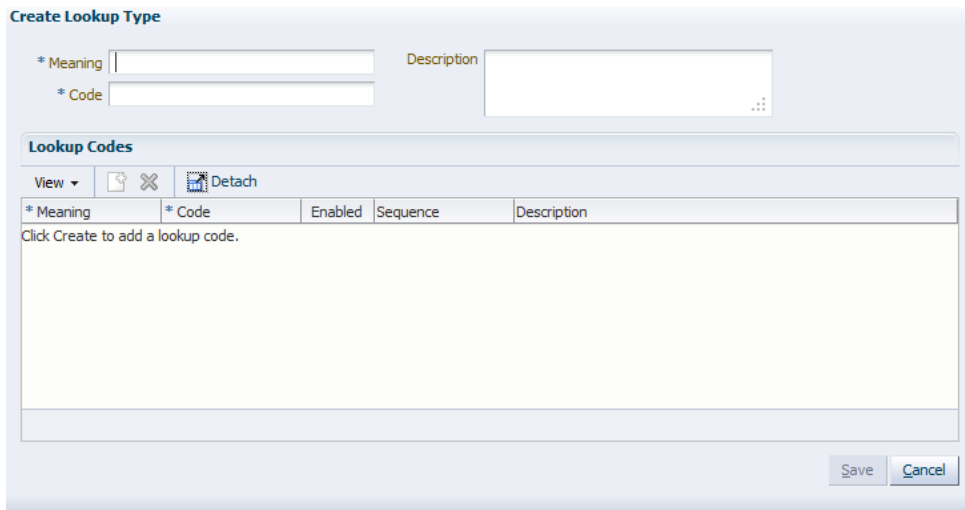 Create Lookup Type
* Meaning
Description
* Code
Lookup Codes
View Detach
* Meaning * Code Enabled Sequence Description
Click Create to add a lookup code.
Save Cancel